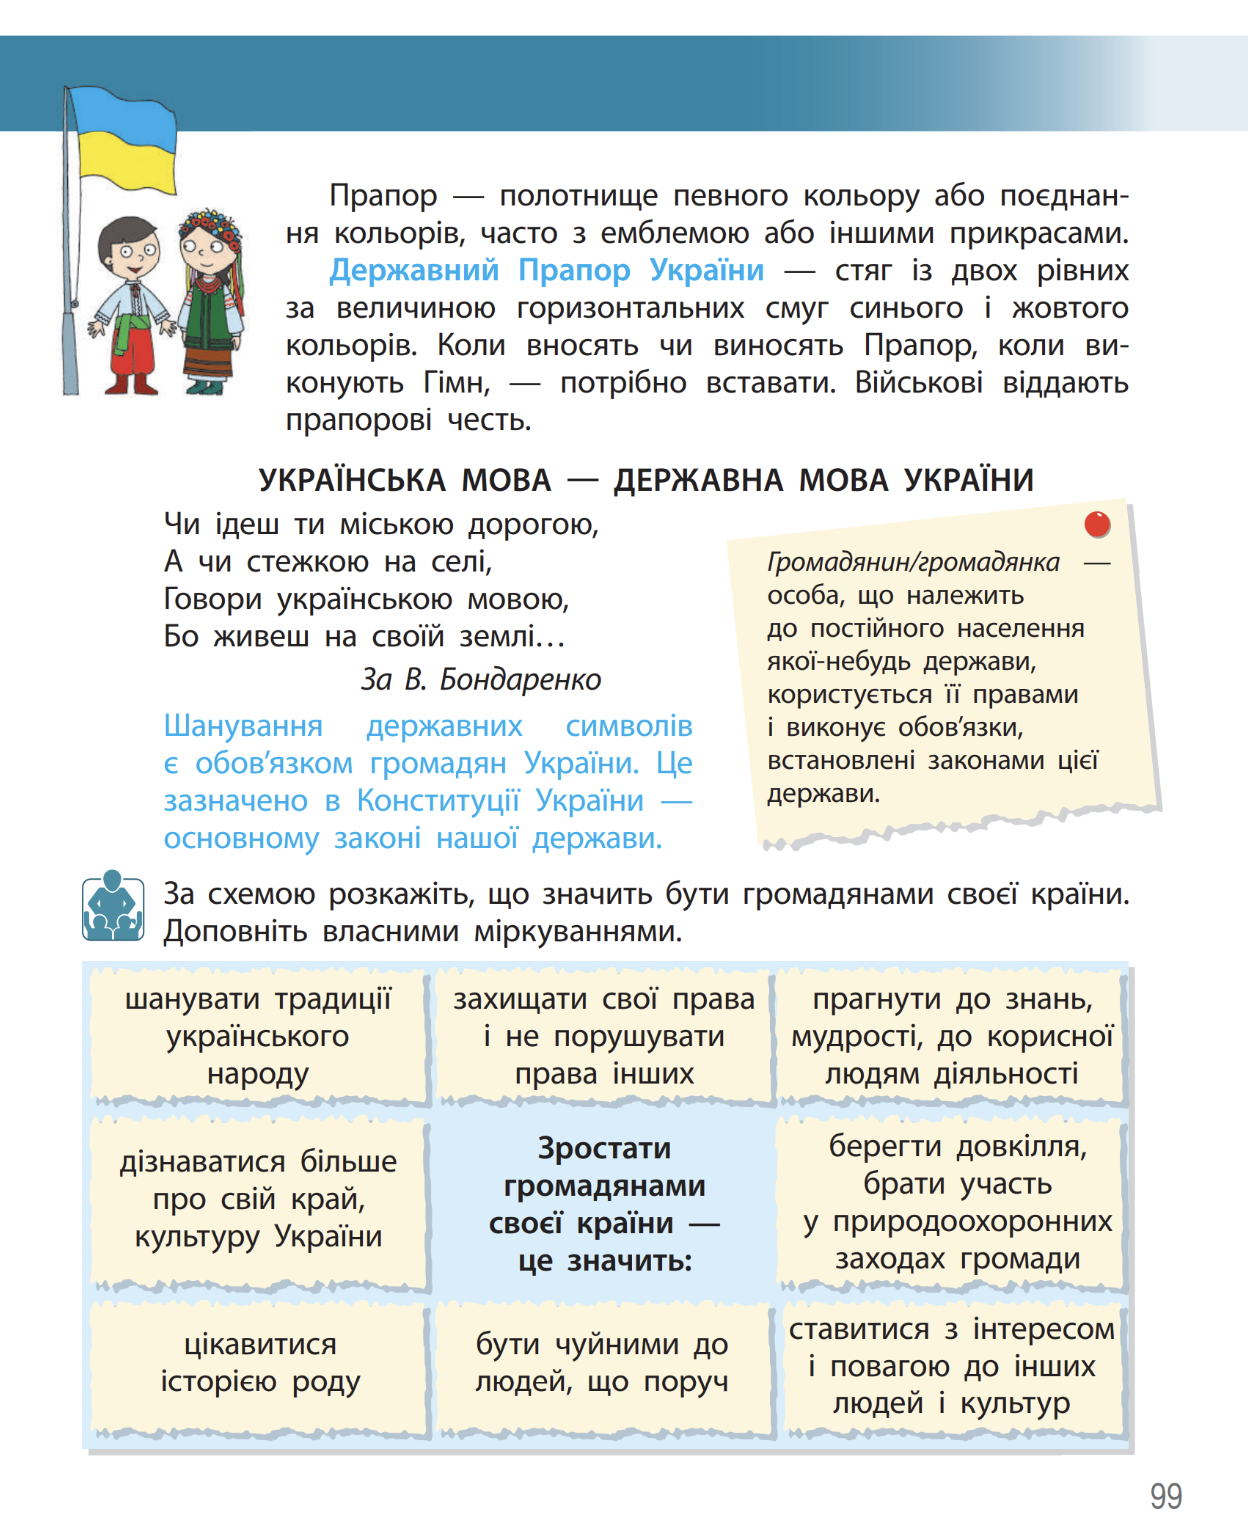 Прапор — полотнище певного кольору або поєднан-
ня кольорів, часто з емблемою або іншими прикрасами.
Державний Прапор України — стяг із двох рівних
за величиною горизонтальних смуг синього і жовтого
кольорів. Коли вносять чи виносять Прапор, коли ви-
конують Гімн, — потрібно вставати. Військові віддають
прапорові честь.
УКРАЇНСЬКА МОВА — ДЕРЖАВНА МОВА УКРАЇНИ
Чи ідеш ти міською дорогою,
А чи стежкою на селі,
Говори українською мовою,
Бо живеш на своїй землі…
За В. Бондаренко
Шанування державних символів
є обов’язком громадян України. Це
зазначено в Конституції України —
основному законі нашої держави.
Громадянин/громадянка —
особа, що належить
до постійного населення
якої-небудь держави,
користується її правами
і виконує обов’язки,
встановлені законами цієї
держави.
За схемою розкажіть, що значить бути громадянами своєї країни.
Доповніть власними міркуваннями.
шанувати традиції
українського
народу
захищати свої права
і не порушувати
права інших
прагнути до знань,
мудрості, до корисної
людям діяльності
дізнаватися більше
про свій край,
культуру України
Зростати
громадянами
своєї країни —
це значить:
берегти довкілля,
брати участь
у природоохоронних
заходах громади
цікавитися
історією роду
бути чуйними до
людей, що поруч
ставитися з інтересом
і повагою до інших
людей і культур
99